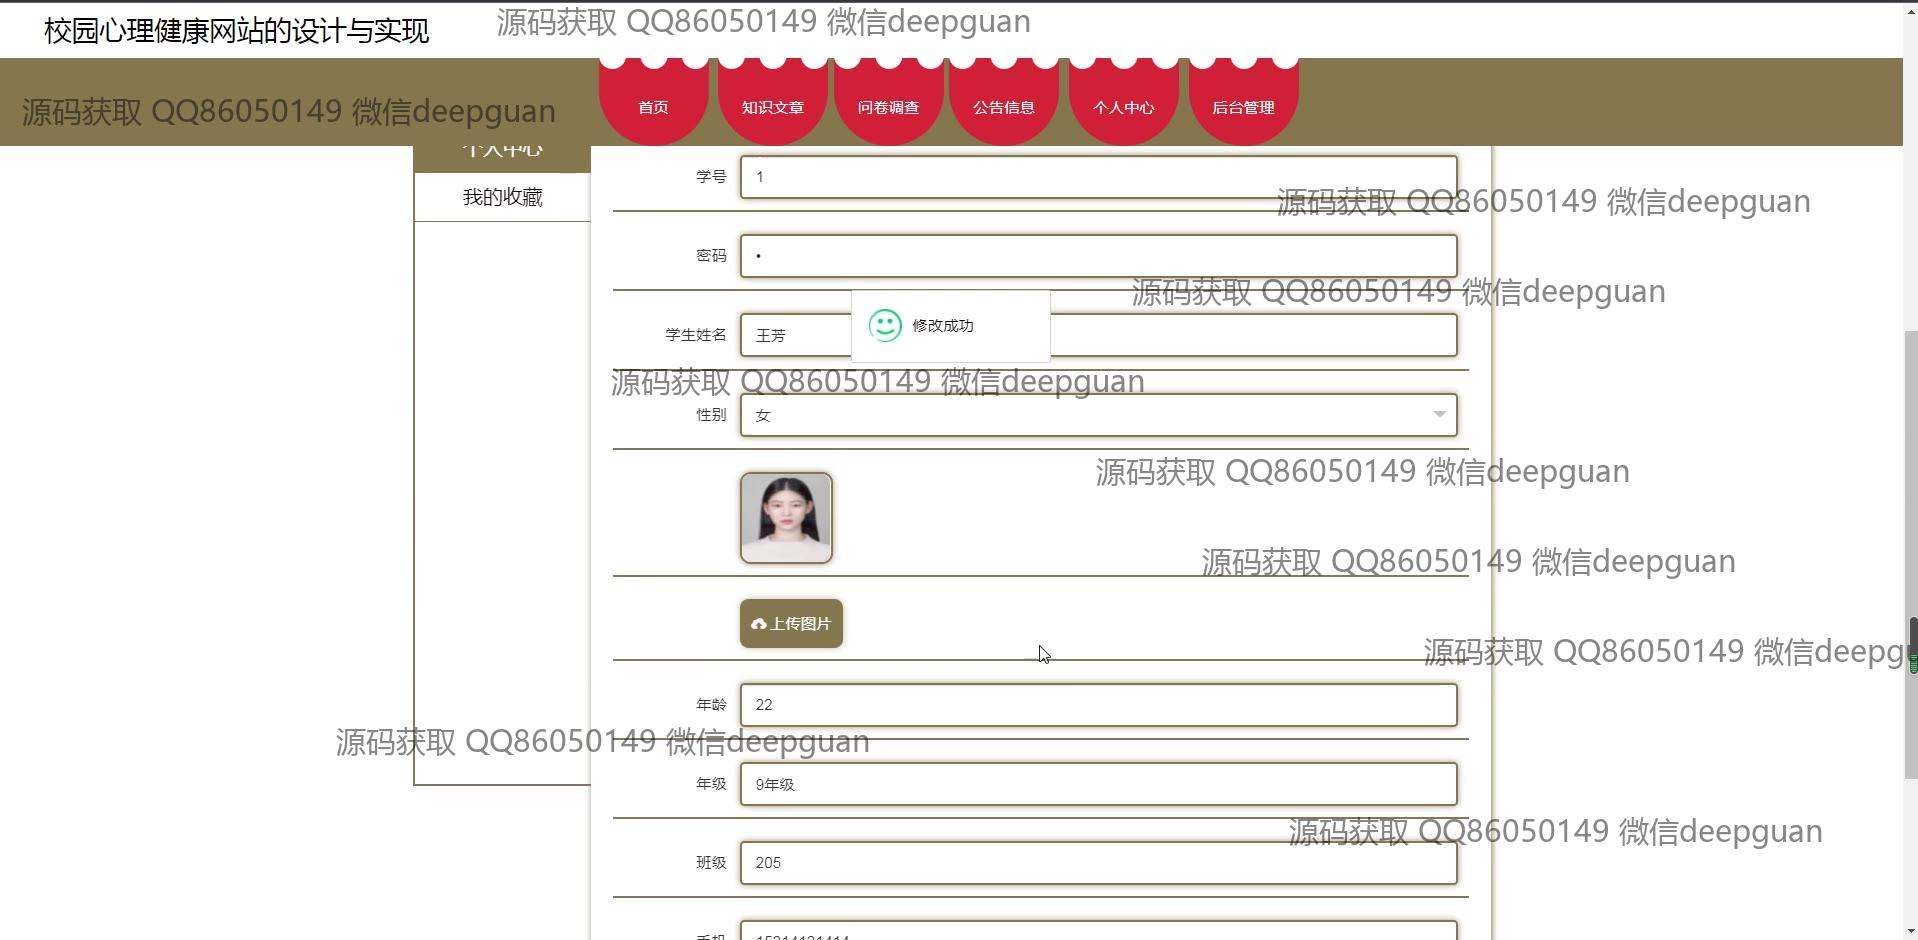 校园心理健康网站的设计与实现
源码获取 QQ86050149 微信deepguan
源码获取 QQ86050149 微信deepguan
首页
知识文章
问卷调查
公告信息
个人中心
后台管理
个人中心
我的收藏
学号
1
源码获取 QQ86050149 微信deepguan
密码
•
源码获取 QQ86050149 微信deepguan
学生姓名
王芳
修改成功
源码获取 QQ86050149 微信deepguan
性别
女
源码获取 QQ86050149 微信deepguan
源码获取 QQ86050149 微信deepguan
上传图片
源码获取 QQ86050149 微信deepg
年龄
22
源码获取 QQ86050149 微信deepguan
年级
9年级
源码获取 QQ86050149 微信deepguan
班级
205
手机